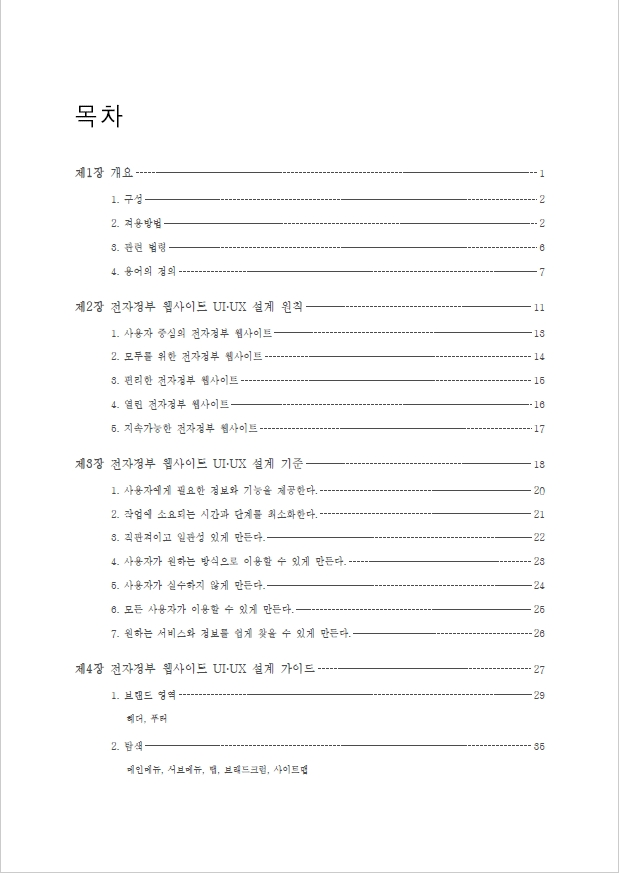 목차
제1장 개요 1
1. 구성 2
2. 적용방법 2
3. 관련 법령 6
4. 용어의 정의 7
제2장 전자정부 웹사이트 UI·UX 설계 원칙 11
1. 사용자 중심의 전자정부 웹사이트 13
2. 모두를 위한 전자정부 웹사이트 14
3. 편리한 전자정부 웹사이트 15
4. 열린 전자정부 웹사이트 16
5. 지속가능한 전자정부 웹사이트 17
제3장 전자정부 웹사이트 UI·UX 설계 기준 18
1. 사용자에게 필요한 정보와 기능을 제공한다. 20
2. 작업에 소요되는 시간과 단계를 최소화한다. 21
3. 직관적이고 일관성 있게 만든다. 22
4. 사용자가 원하는 방식으로 이용할 수 있게 만든다. 23
5. 사용자가 실수하지 않게 만든다. 24
6. 모든 사용자가 이용할 수 있게 만든다. 25
7. 원하는 서비스와 정보를 쉽게 찾을 수 있게 만든다. 26
제4장 전자정부 웹사이트 UI·UX 설계 가이드 27
1. 브랜드 영역 29
헤더, 푸터
2. 탐색 35
메인메뉴, 서브메뉴, 탭, 브래드크럼, 사이트맵